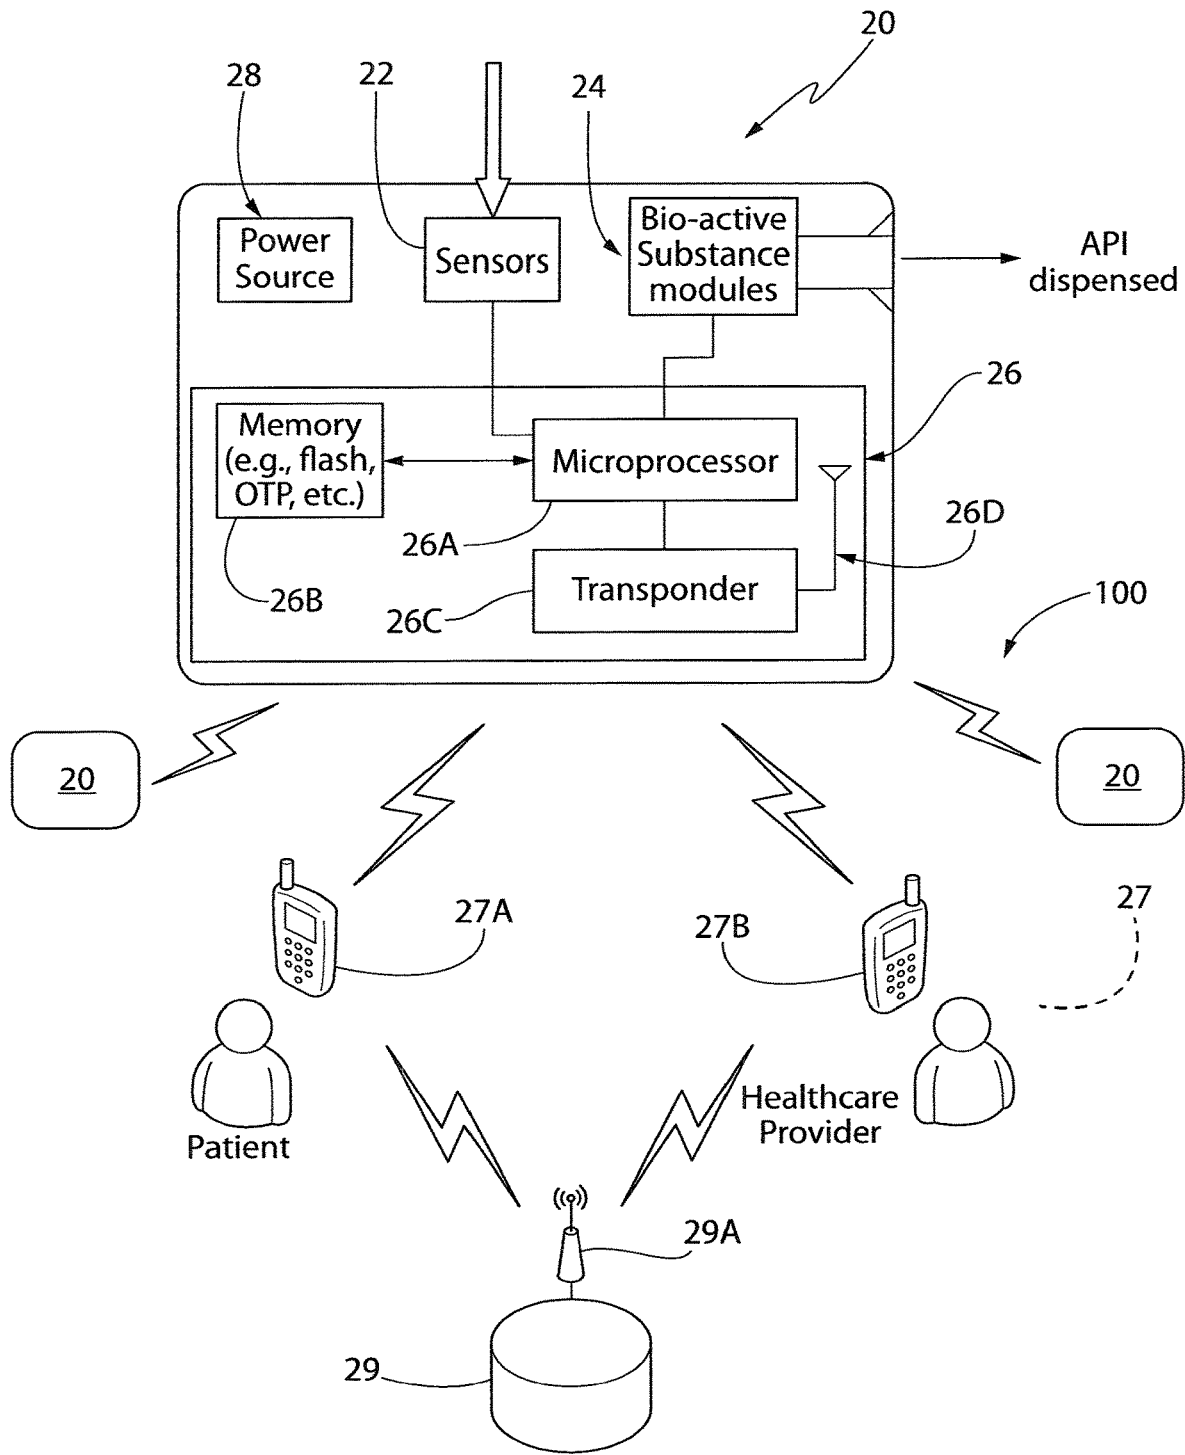 20
28
22
24
Power
Source
Sensors
Bio-active
Substance
modules
API
dispensed
26
Memory
(e.g., flash,
OTP, etc.)
Microprocessor
26A
26D
26B
26C
Transponder
100
20
20
27A
27B
27
Patient
Healthcare
Provider
29A
29